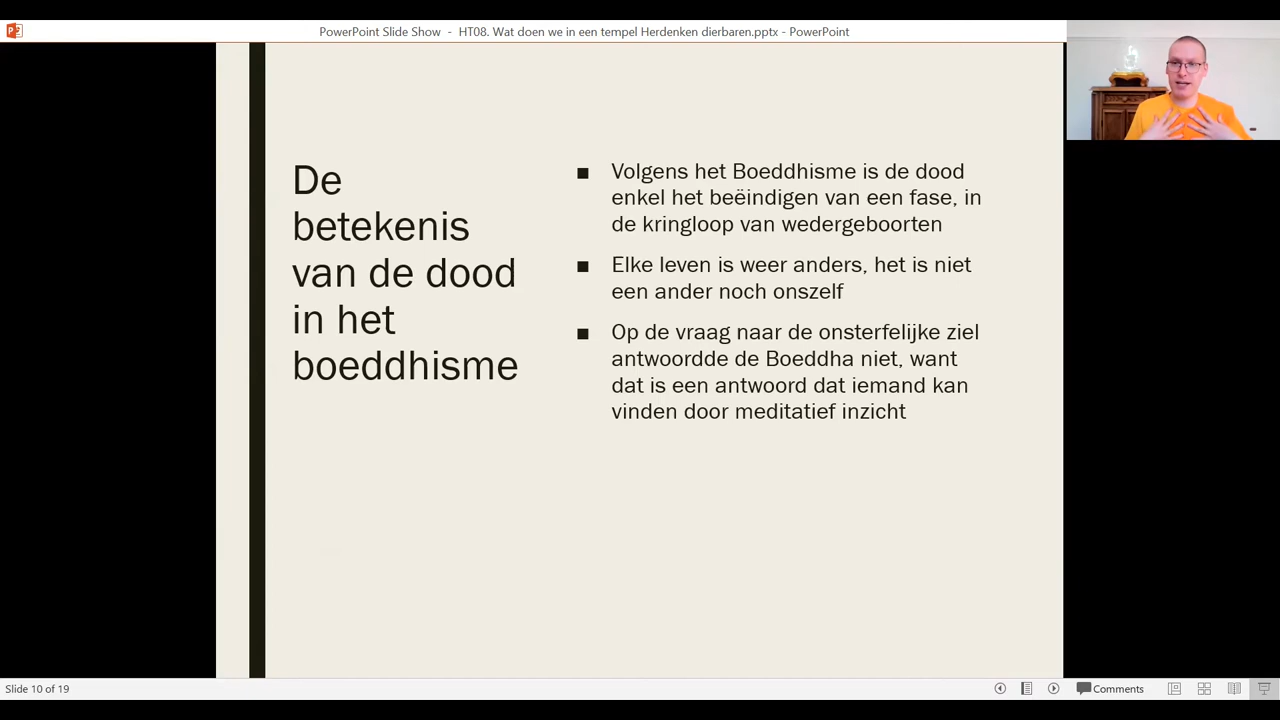 PowerPoint Slide Show - HT08. Wat doen we in een tempel Herdenken dierbaren.pptx - PowerPoint
De
betekenis
van de dood
in het
boeddhisme
■ Volgens het Boeddhisme is de dood
enkel het beëindigen van een fase, in
de kringloop van wedergeboorten
■ Elke leven is weer anders, het is niet
een ander noch onszelf
■ Op de vraag naar de onsterfelijke ziel
antwoordde de Boeddha niet, want
dat is een antwoord dat iemand kan
vinden door meditatief inzicht
Slide 10 of 19
Comments